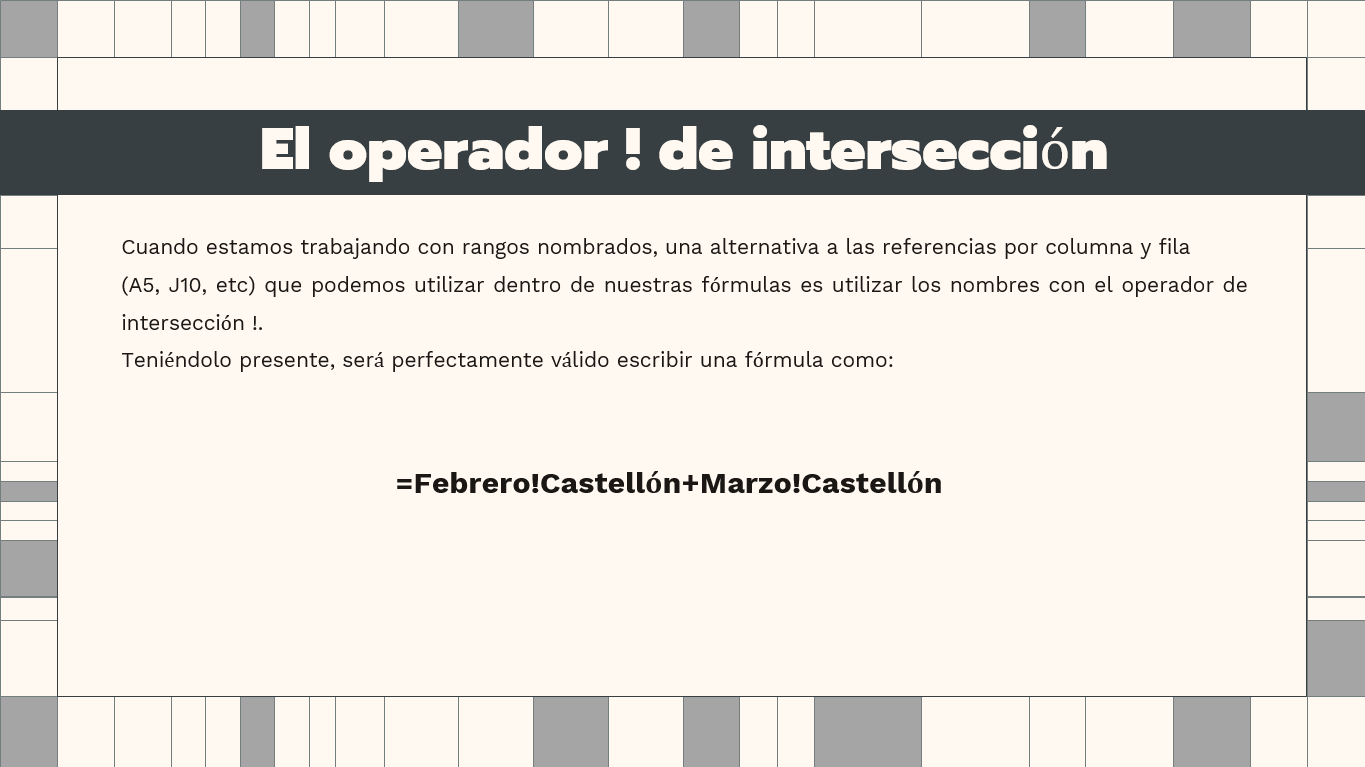 El operador ! de intersección
Cuando estamos trabajando con rangos nombrados, una alternativa a las referencias por columna y fila
(A5, J10, etc) que podemos utilizar dentro de nuestras fórmulas es utilizar los nombres con el operador de
intersección !.
Teniéndolo presente, será perfectamente válido escribir una fórmula como:
=Febrero!Castellón+Marzo!Castellón